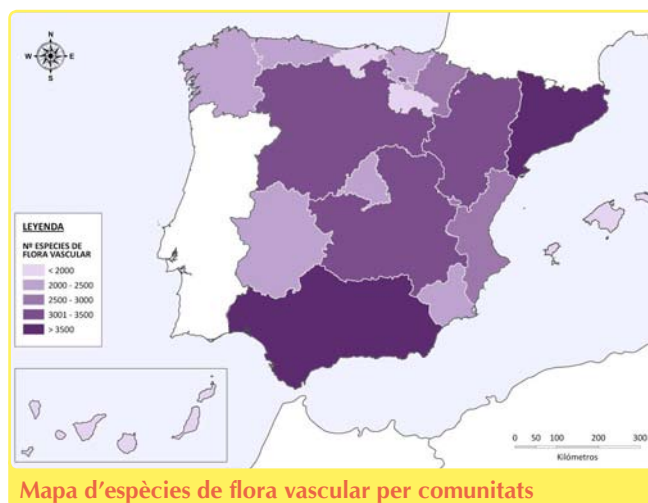 N
W E
S
LEYENDA
Nº ESPECIES DE
FLORA VASCULAR
< 2000
2000 - 2500
2500 - 3000
3001 - 3500
> 3500
0 50 100 200 300
Kilómetros
Mapa d'espècies de flora vascular per comunitats